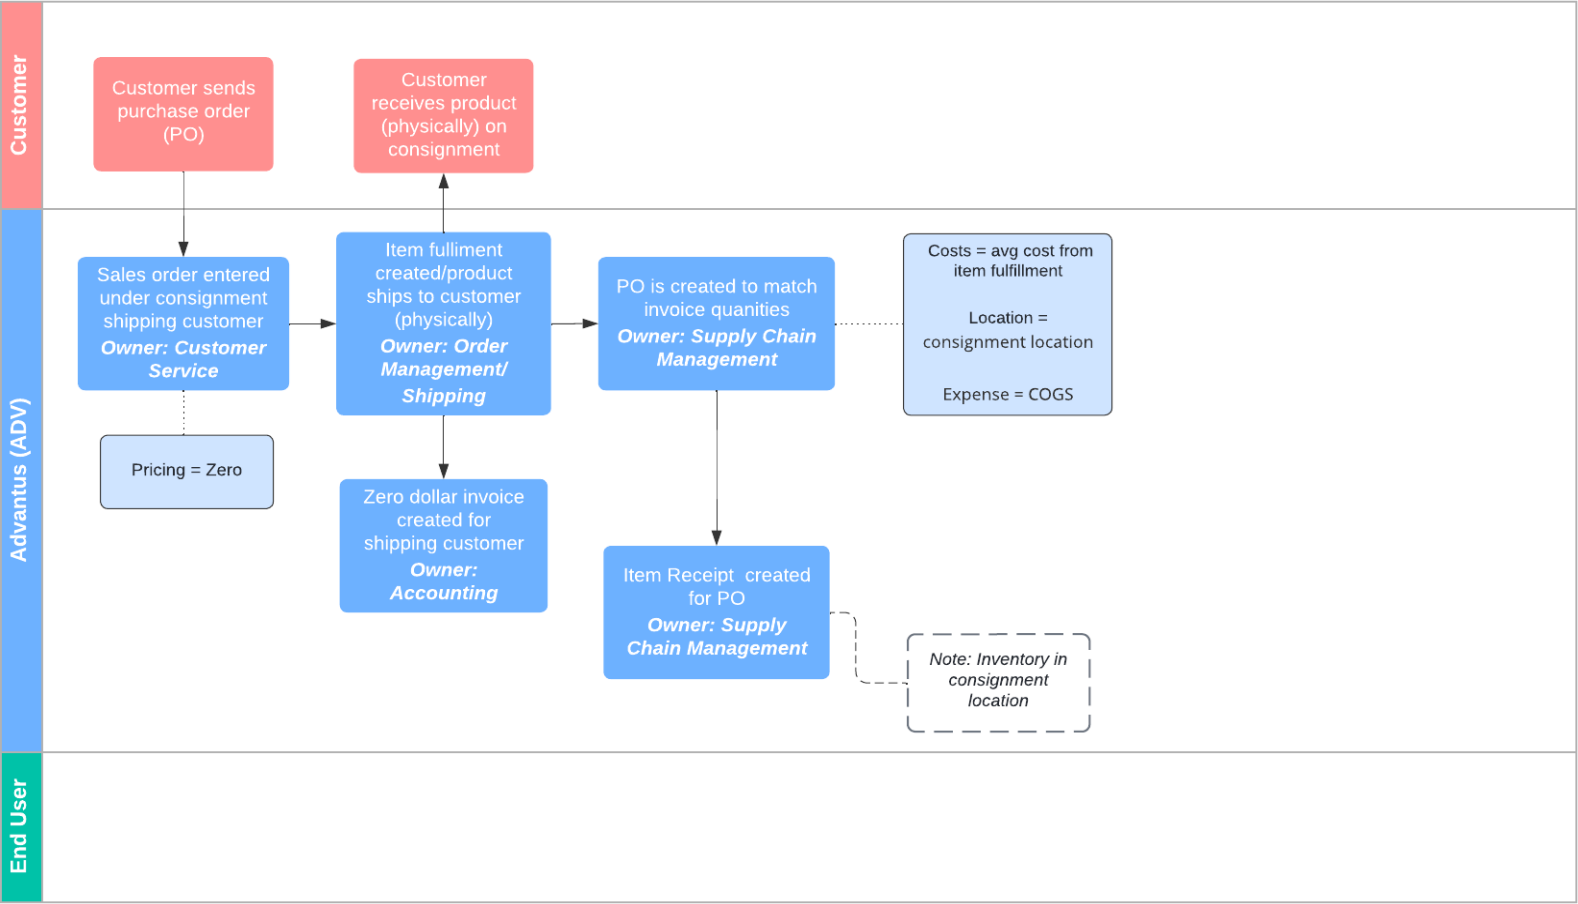 Customer
Customer sends
purchase order
(PO)
Customer
receives product
(physically) on
consignment
Advantus (ADV)
Sales order entered
under consignment
shipping customer
Owner: Customer
Service
Pricing = Zero
Item fulliment
created/product
ships to customer
(physically)
Owner: Order
Management/
Shipping
Zero dollar invoice
created for
shipping customer
Owner:
Accounting
PO is created to match
invoice quanities
Owner: Supply Chain
Management
Costs = avg cost from
item fulfillment
Location =
consignment location
Expense = COGS
Item Receipt  created
for PO
Owner: Supply
Chain Management
Note: Inventory in
consignment
location
End User